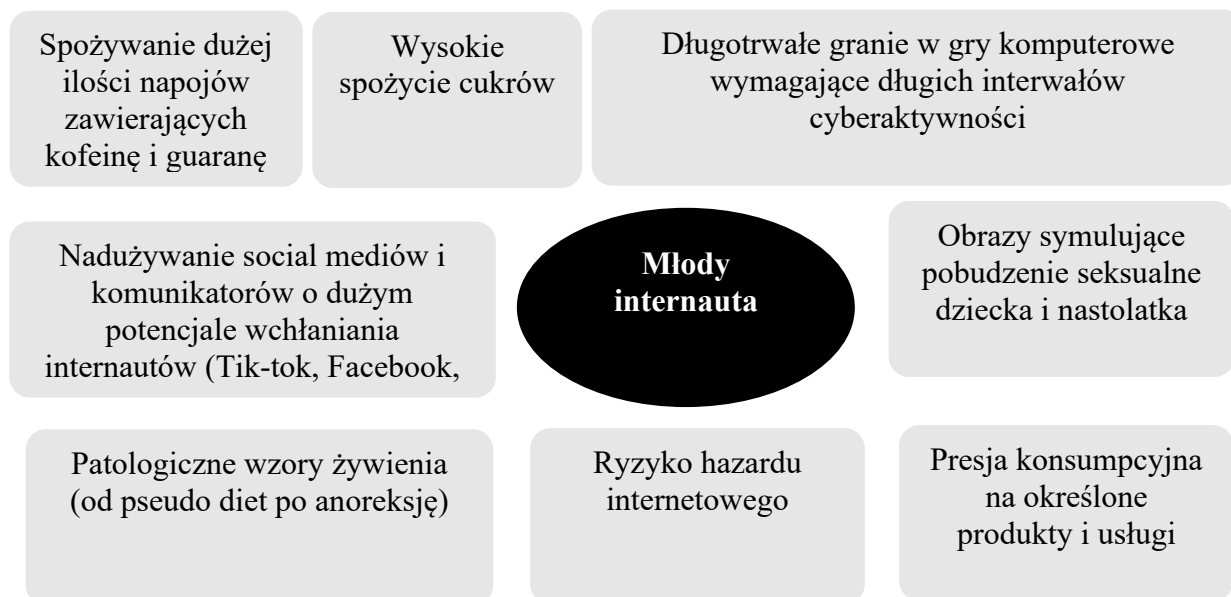 Spożywanie dużej
ilości napojów
zawierających
kofeinę i guaranę
Wysokie
spożycie cukrów
Długotrwałe granie w gry komputerowe
wymagające długich interwałów
cyberaktywności
Nadużywanie social mediów i
komunikatorów o dużym
potencjale wchłaniania
internautów (Tik-tok, Facebook,
Młody
internauta
Obrazy symulujące
pobudzenie seksualne
dziecka i nastolatka
Patologiczne wzory żywienia
(od pseudo diet po anoreksję)
Ryzyko hazardu
internetowego
Presja konsumpcyjna
na określone
produkty i usługi